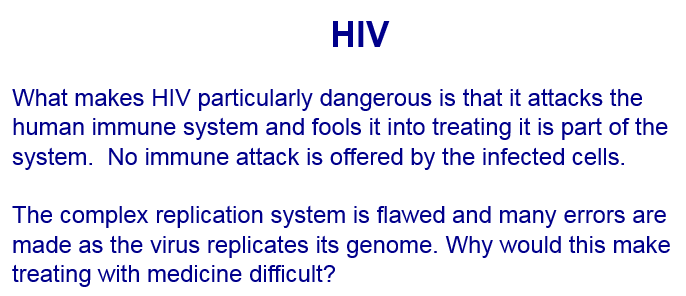 HIV
What makes HIV particularly dangerous is that it attacks the
human immune system and fools it into treating it is part of the
system.  No immune attack is offered by the infected cells.
The complex replication system is flawed and many errors are
made as the virus replicates its genome. Why would this make
treating with medicine difficult?